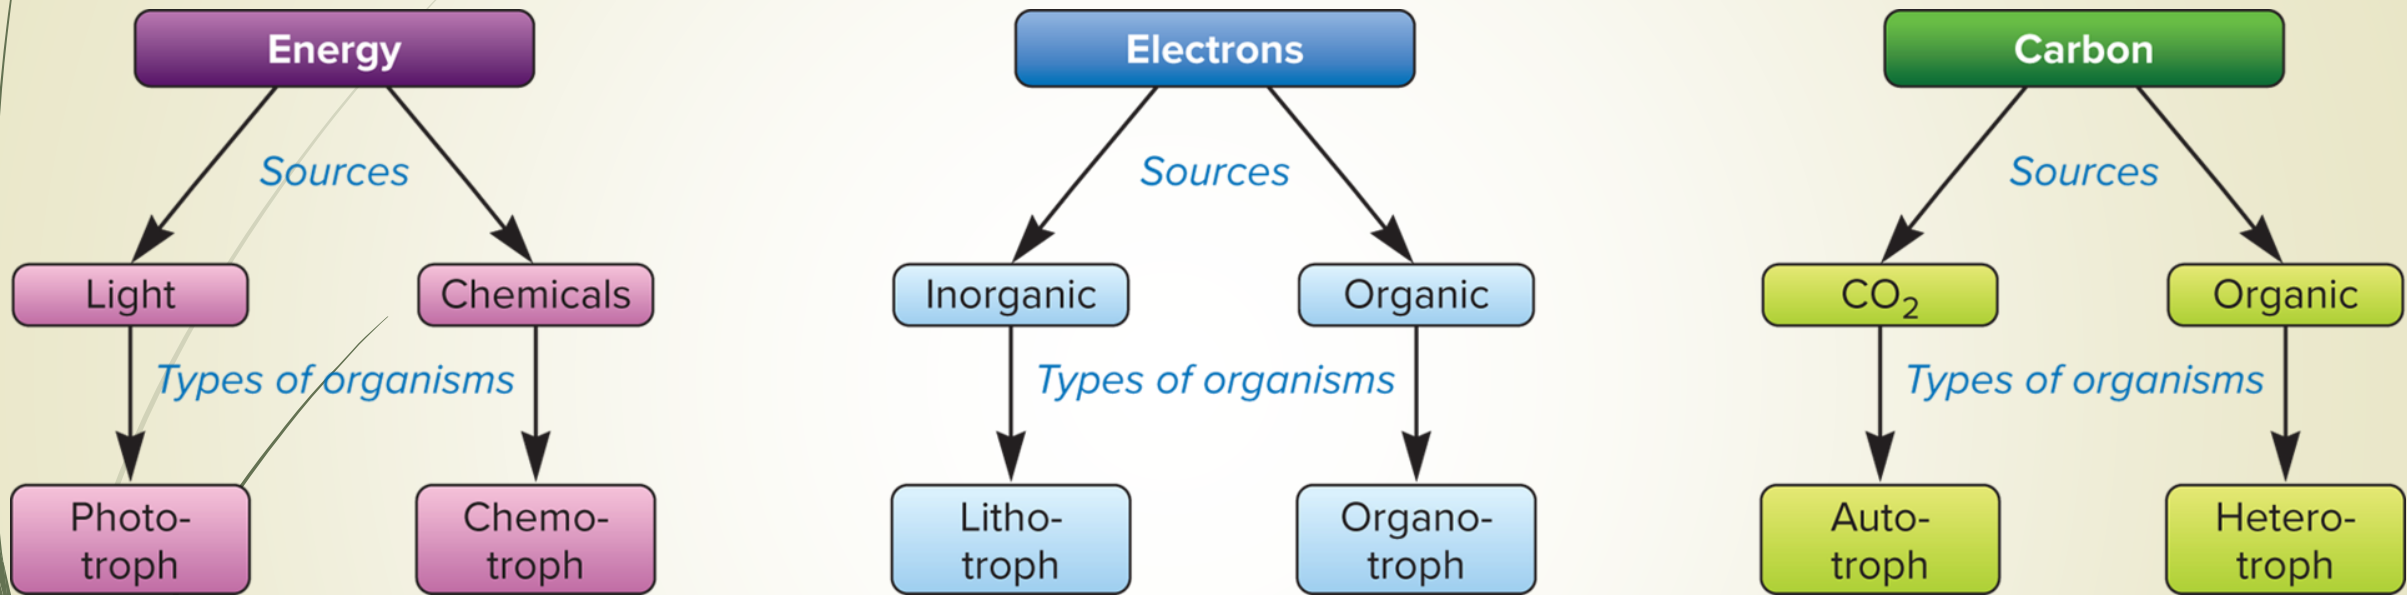 Energy
Electrons
Carbon
Sources
Sources
Sources
Light
Chemicals
Inorganic
Organic
CO₂
Organic
Types of organisms
Types of organisms
Types of organisms
Photo-
troph
Chemo-
troph
Litho-
troph
Organo-
troph
Auto-
troph
Hetero-
troph